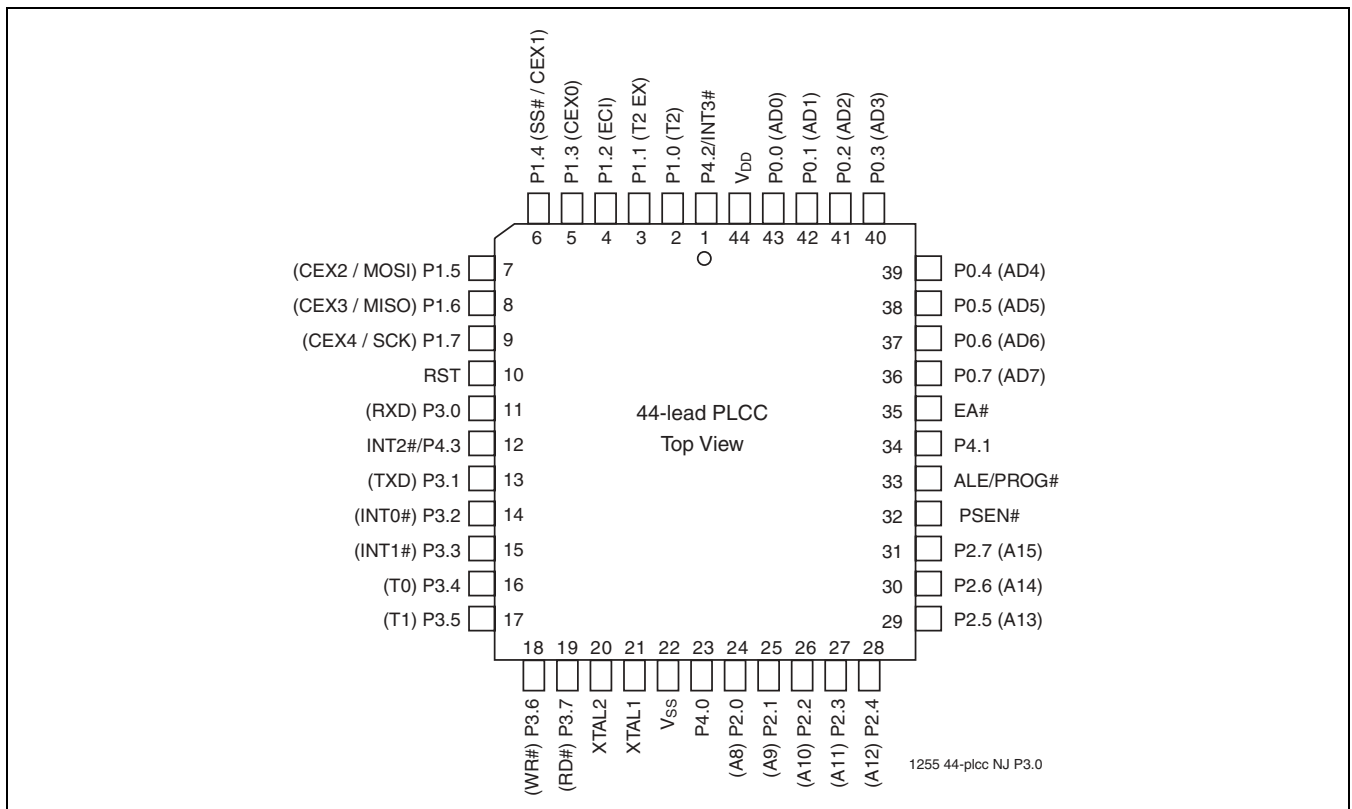 P1.4 (SS# / CEX1)
P1.3 (CEX0)
P1.2 (ECI)
P1.1 (T2 EX)
P1.0 (T2)
P4.2/INT3#
VDD
P0.0 (AD0)
P0.1 (AD1)
P0.2 (AD2)
P0.3 (AD3)
6 5 4 3 2 1 44 43 42 41 40
(CEX2 / MOSI) P1.5 7
(CEX3 / MISO) P1.6 8
(CEX4 / SCK) P1.7 9
RST 10
(RXD) P3.0 11
INT2#/P4.3 12
(TXD) P3.1 13
(INT0#) P3.2 14
(INT1#) P3.3 15
(T0) P3.4 16
(T1) P3.5 17
44-lead PLCC
Top View
39 P0.4 (AD4)
38 P0.5 (AD5)
37 P0.6 (AD6)
36 P0.7 (AD7)
35 EA#
34 P4.1
33 ALE/PROG#
32 PSEN#
31 P2.7 (A15)
30 P2.6 (A14)
29 P2.5 (A13)
18 19 20 21 22 23 24 25 26 27 28
(WR#) P3.6
(RD#) P3.7
XTAL2
XTAL1
VSS
P4.0
(A8) P2.0
(A9) P2.1
(A10) P2.2
(A11) P2.3
(A12) P2.4
1255 44-plcc NJ P3.0